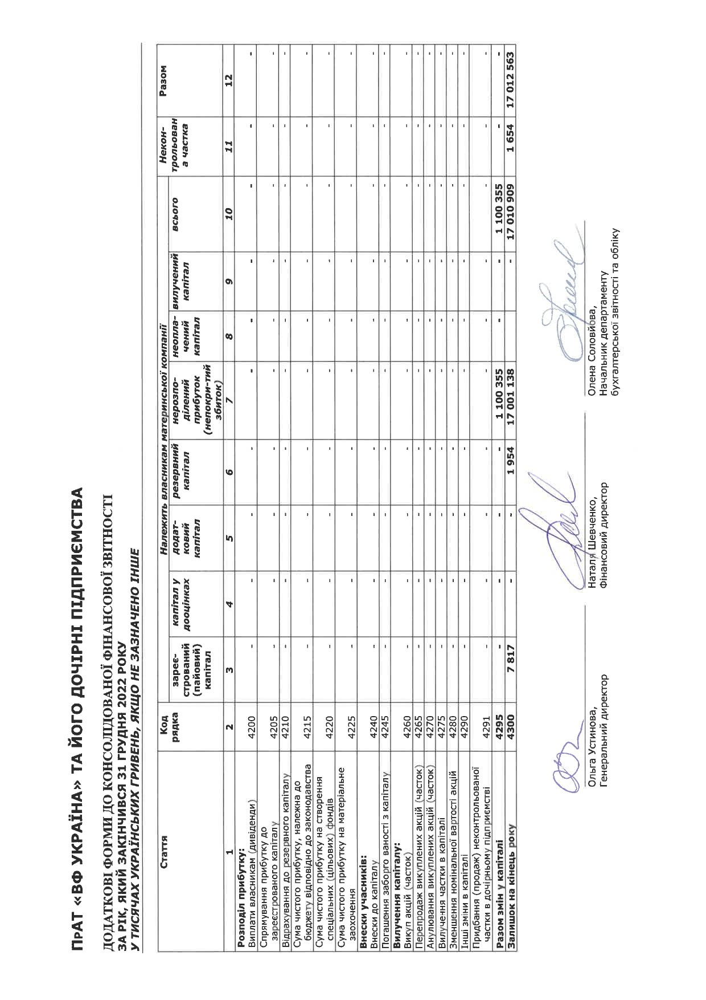 ПРАТ «ВФ УКРАЇНА» ТА ЙОГО ДОЧІРНІ ПІДПРИЄМСТВА
ДОДАТКОВІ ФОРМИ ДО КОНСОЛІДОВАНОЇ ФІНАНСОВОЇ ЗВІТНОСТІ
ЗА РІК, ЯКИЙ ЗАКІНЧИВСЯ 31 ГРУДНЯ 2022 РОКУ
У ТИСЯЧАХ УКРАЇНСЬКИХ ГРИВЕНЬ, ЯКЩО НЕ ЗАЗНАЧЕНО ІНШЕ
Стаття
Код
рядка
Належить власникам материнської компанії
зареє-
стрований
(пайовий)
капітал
капітал у
дооцінках
додат-
ковий
капітал
резервний
капітал
нерозпо-
ділений
прибуток
(непокри-тий
збиток)
неопла-
чений
капітал
вилучений
капітал
всього
Некон-
трольован
а частка
Разом
1 2 3 4 5 6 7 8 9 10 11 12
Розподіл прибутку:
Виплати власникам (дивіденди) 4200 - - - - - - - - - -
Спрямування прибутку до
зареєстрованого капіталу 4205 - - - - - - - - - -
Відрахування до резервного капіталу 4210 - - - - - - - - - -
Сума чистого прибутку, належна до
бюджету відповідно до законодавства 4215 - - - - - - - - - -
Сума чистого прибутку на створення
спеціальних (цільових) фондів 4220 - - - - - - - - - -
Сума чистого прибутку на матеріальне
заохочення 4225 - - - - - - - - - -
Внески учасників:
Внески до капіталу 4240 - - - - - - - - - -
Погашення заборго ваності з капіталу 4245 - - - - - - - - - -
Вилучення капіталу:
Викуп акцій (часток) 4260 - - - - - - - - - -
Перепродаж викуплених акцій (часток) 4265 - - - - - - - - - -
Анулювання викуплених акцій (часток) 4270 - - - - - - - - - -
Вилучення частки в капіталі 4275 - - - - - - - - - -
Зменшення номінальної вартості акцій 4280 - - - - - - - - - -
Інші зміни в капіталі 4290 - - - - - - - - - -
Придбання (продаж) неконтрольованої
частки в дочірньому підприємстві 4291 - - - - - - - - - -
Разом змін у капіталі 4295 - - - - 1 100 355 - - 1 100 355 - -
Залишок на кінець року 4300 7 817 - - 1 954 17 001 138 - 17 010 909 1 654 17 012 563
Ольга Устинова,
Генеральний директор
Наталя Шевченко,
Фінансовий директор
Олена Соловйова,
Начальник департаменту
бухгалтерської звітності та обліку